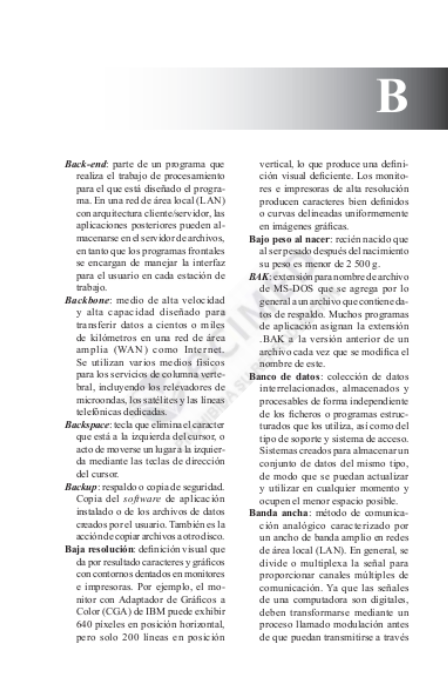 B
Back-end: parte de un programa que
realiza el trabajo de procesamiento
para el que está diseñado el progra-
ma. En una red de área local (LAN)
con arquitectura cliente/servidor, las
aplicaciones posteriores pueden al-
macenarse en el servidor de archivos,
en tanto que los programas frontales
se encargan de manejar la interfaz
para el usuario en cada estación de
trabajo.
Backbone: medio de alta velocidad
y alta capacidad diseñado para
transferir datos a cientos o miles
de kilómetros en una red de área
amplia (WAN) como Internet.
Se utilizan varios medios físicos
para los servicios de columna verte-
bral, incluyendo los relevadores de
microondas, los satélites y las líneas
telefónicas dedicadas.
Backspace: tecla que elimina el caracter
que está a la izquierda del cursor, o
acto de moverse un lugar a la izquier-
da mediante las teclas de dirección
del cursor.
Backup: respaldo o copia de seguridad.
Copia del software de aplicación
instalado o de los archivos de datos
creados por el usuario. También es la
acción de copiar archivos a otro disco.
Baja resolución: definición visual que
da por resultado caracteres y gráficos
con contornos dentados en monitores
e impresoras. Por ejemplo, el mo-
nitor con Adaptador de Gráficos a
Color (CGA) de IBM puede exhibir
640 pixeles en posición horizontal,
pero solo 200 líneas en posición
vertical, lo que produce una defini-
ción visual deficiente. Los monito-
res e impresoras de alta resolución
producen caracteres bien definidos
o curvas delineadas uniformemente
en imágenes gráficas.
Bajo peso al nacer: recién nacido que
al ser pesado después del nacimiento
su peso es menor de 2 500 g.
BAK: extensión para nombre de archivo
de MS-DOS que se agrega por lo
general a un archivo que contiene da-
tos de respaldo. Muchos programas
de aplicación asignan la extensión
.BAK a la versión anterior de un
archivo cada vez que se modifica el
nombre de este.
Banco de datos: colección de datos
interrelacionados, almacenados y
procesables de forma independiente
de los ficheros o programas estruc-
turados que los utiliza, así como del
tipo de soporte y sistema de acceso.
Sistemas creados para almacenar un
conjunto de datos del mismo tipo,
de modo que se puedan actualizar
y utilizar en cualquier momento y
ocupen el menor espacio posible.
Banda ancha: método de comunica-
ción analógico caracterizado por
un ancho de banda amplio en redes
de área local (LAN). En general, se
divide o multiplexa la señal para
proporcionar canales múltiples de
comunicación. Ya que las señales
de una computadora son digitales,
deben transformarse mediante un
proceso llamado modulación antes
de que puedan transmitirse a través